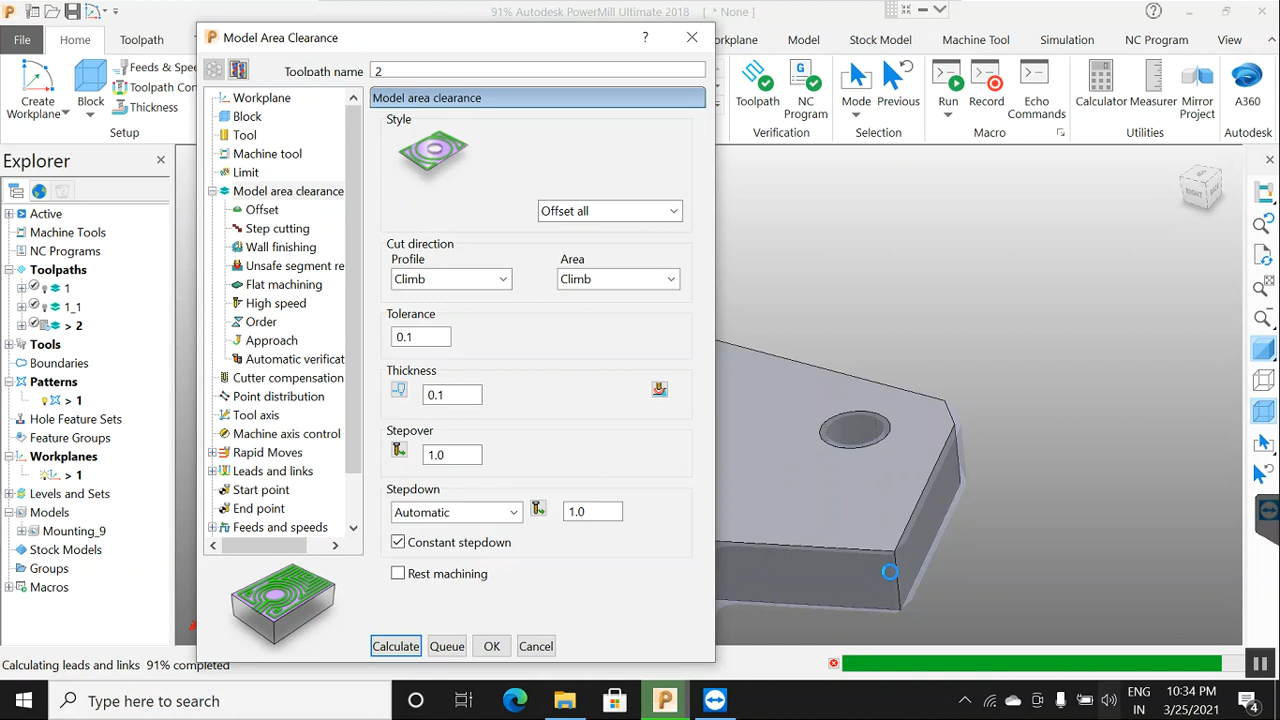 91% Autodesk PowerMill Ultimate 2018 [ * None ]
File Home Toolpath Workplane Model Stock Model Machine Tool Simulation NC Program View
Create Workplane
Block
Feeds & Spe
Toolpath Con
Thickness
Setup
Toolpath
NC Program
Verification
Mode
Previous
Selection
Run
Record
Echo Commands
Macro
Calculator
Measurer
Mirror Project
Utilities
A360
Autodesk
Explorer
Active
Machine Tools
NC Programs
Toolpaths
1
1_1
> 2
Tools
Boundaries
Patterns
> 1
Hole Feature Sets
Feature Groups
Workplanes
> 1
Levels and Sets
Models
Mounting_9
Stock Models
Groups
Macros
Model Area Clearance
?
Toolpath name 2
Workplane
Block
Tool
Machine tool
Limit
Model area clearance
Offset
Step cutting
Wall finishing
Unsafe segment re
Flat machining
High speed
Order
Approach
Automatic verificat
Cutter compensation
Point distribution
Tool axis
Machine axis control
Rapid Moves
Leads and links
Start point
End point
Feeds and speeds
Model area clearance
Style
Offset all
Cut direction
Profile Area
Climb Climb
Tolerance
0.1
Thickness
0.1
Stepover
1.0
Stepdown
Automatic 1.0
Constant stepdown
Rest machining
Calculate Queue OK Cancel
RIGHT
Calculating leads and links 91% completed
Type here to search
ENG
IN
10:34 PM
3/25/2021
4